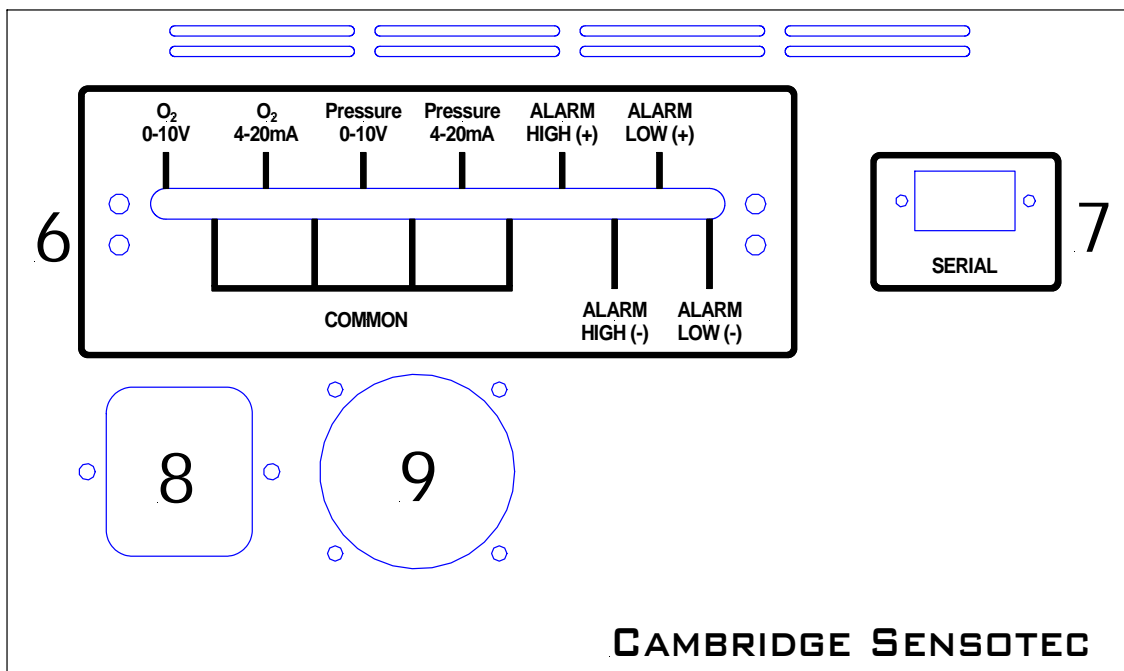 O₂ O₂ Pressure Pressure ALARM ALARM
0-10V 4-20mA 0-10V 4-20mA HIGH (+) LOW (+)
6
7
SERIAL
COMMON
ALARM ALARM
HIGH (-) LOW (-)
8
9
CAMBRIDGE SENSOTEC